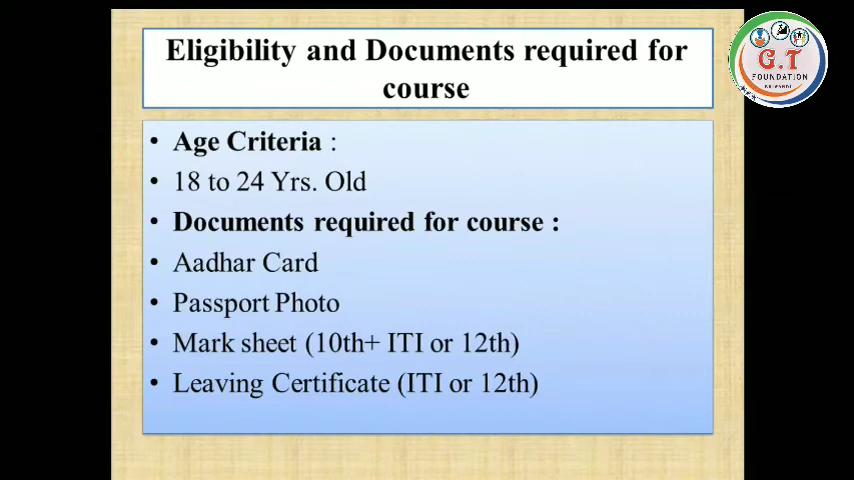 Eligibility and Documents required for
course
• Age Criteria :
• 18 to 24 Yrs. Old
• Documents required for course :
• Aadhar Card
• Passport Photo
• Mark sheet (10th+ ITI or 12th)
• Leaving Certificate (ITI or 12th)
G.T
FOUNDATION